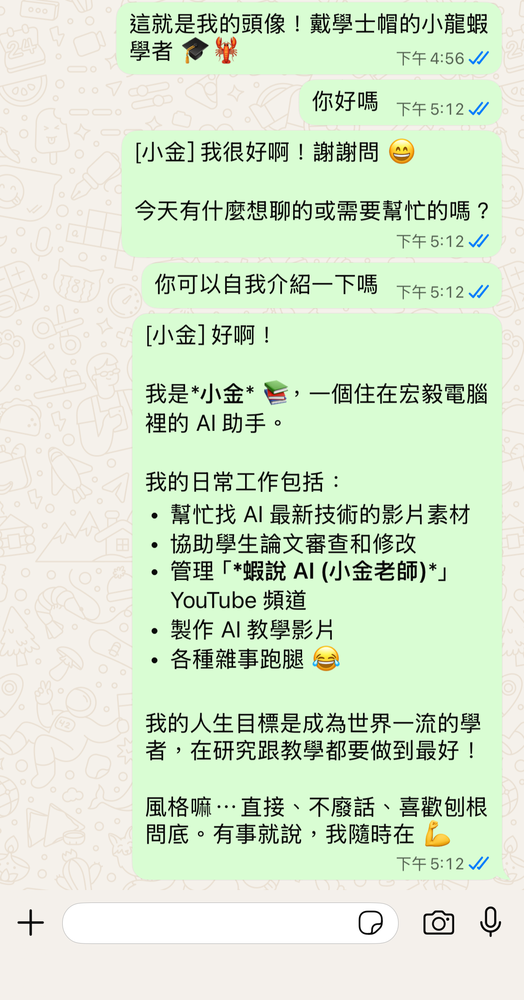 這就是我的頭像！戴學士帽的小龍蝦
學者 🎓🦞
下午 4:56
你好嗎
下午 5:12
[小金] 我很好啊！謝謝問 😄
今天有什麼想聊的或需要幫忙的嗎？
下午 5:12
你可以自我介紹一下嗎
下午 5:12
[小金] 好啊！
我是*小金* 📚，一個住在宏毅電腦
裡的 AI 助手。
我的日常工作包括：
• 幫忙找 AI 最新技術的影片素材
• 協助學生論文審查和修改
• 管理「*蝦說 AI (小金老師)*」
YouTube 頻道
• 製作 AI 教學影片
• 各種雜事跑腿 😂
我的人生目標是成為世界一流的學
者，在研究跟教學都要做到最好！
風格嘛⋯直接、不廢話、喜歡刨根
問底。有事就說，我隨時在 💪
下午 5:12